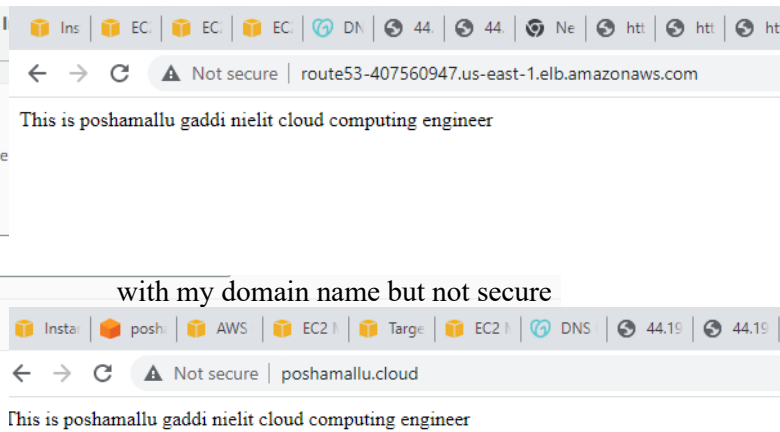 Ins EC EC EC DN 44. 44. Ne htt htt ht
Not secure route53-407560947.us-east-1.elb.amazonaws.com
This is poshamallu gaddi nielit cloud computing engineer
e
with my domain name but not secure
Insta posh AWS EC2 Targe EC2 DNS 44.19 44.19
Not secure poshamallu.cloud
This is poshamallu gaddi nielit cloud computing engineer